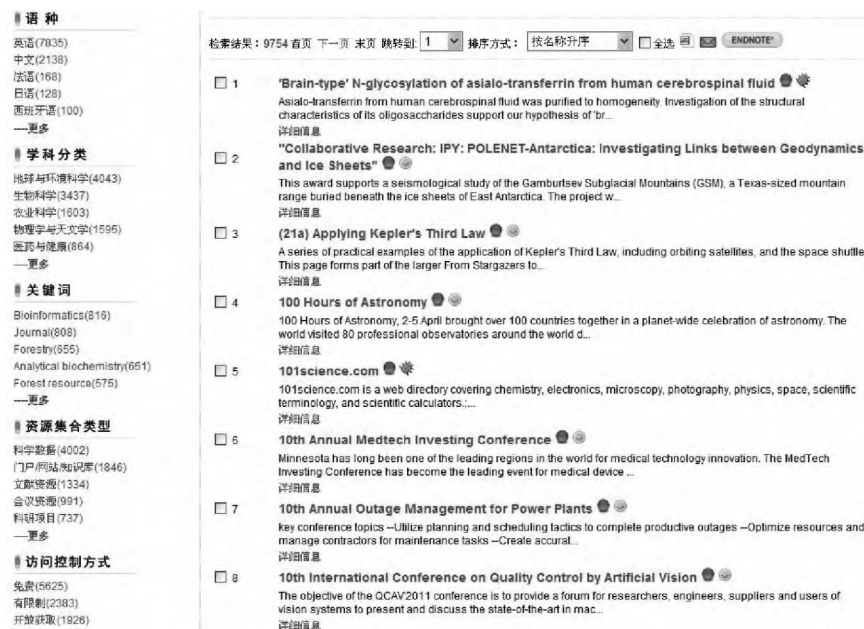 语 种
英语(7835)
中文(2138)
法语(168)
日语(128)
西班牙语(100)
----更多
学科分类
地球与环境科学(4043)
生物科学(3437)
农业科学(1603)
物理学与天文学(1595)
医药与健康(864)
----更多
关键词
Bioinformatics(816)
Journal(808)
Forestry(655)
Analytical biochemistry(651)
Forest resource(575)
----更多
资源集合类型
科学数据(4002)
门户/网站/知识库(1846)
文献资源(1334)
会议资源(991)
科研项目(737)
----更多
访问控制方式
免费(5625)
有限制(2383)
开放获取(1926)
检索结果：9754 首页 下一页 末页 跳转到: 1 排序方式： 按名称升序 全选 ENDNOTE
1 'Brain-type' N-glycosylation of asialo-transferrin from human cerebrospinal fluid
Asialo-transferrin from human cerebrospinal fluid was purified to homogeneity. Investigation of the structural
characteristics of its oligosaccharides support our hypothesis of 'br...
详细信息
2 "Collaborative Research: IPY: POLENET-Antarctica: Investigating Links between Geodynamics
and Ice Sheets"
This award supports a seismological study of the Gamburtsev Subglacial Mountains (GSM), a Texas-sized mountain
range buried beneath the ice sheets of East Antarctica. The project w...
详细信息
3 (21a) Applying Kepler's Third Law
A series of practical examples of the application of Kepler's Third Law, including orbiting satellites, and the space shuttle
This page forms part of the larger From Stargazers to...
详细信息
4 100 Hours of Astronomy
100 Hours of Astronomy, 2-5 April brought over 100 countries together in a planet-wide celebration of astronomy. The
world visited 80 professional observatories around the world d...
详细信息
5 101science.com
101science.com is a web directory covering chemistry, electronics, microscopy, photography, physics, space, scientific
terminology, and scientific calculators.;...
详细信息
6 10th Annual Medtech Investing Conference
Minnesota has long been one of the leading regions in the world for medical technology innovation. The MedTech
Investing Conference has become the leading event for medical device ...
详细信息
7 10th Annual Outage Management for Power Plants
key conference topics --Utilize planning and scheduling tactics to complete productive outages --Optimize resources and
manage contractors for maintenance tasks --Create accurat...
详细信息
8 10th International Conference on Quality Control by Artificial Vision
The objective of the QCAV'2011 conference is to provide a forum for researchers, engineers, suppliers and users of
vision systems to present and discuss the state-of-the-art in mac...
详细信息